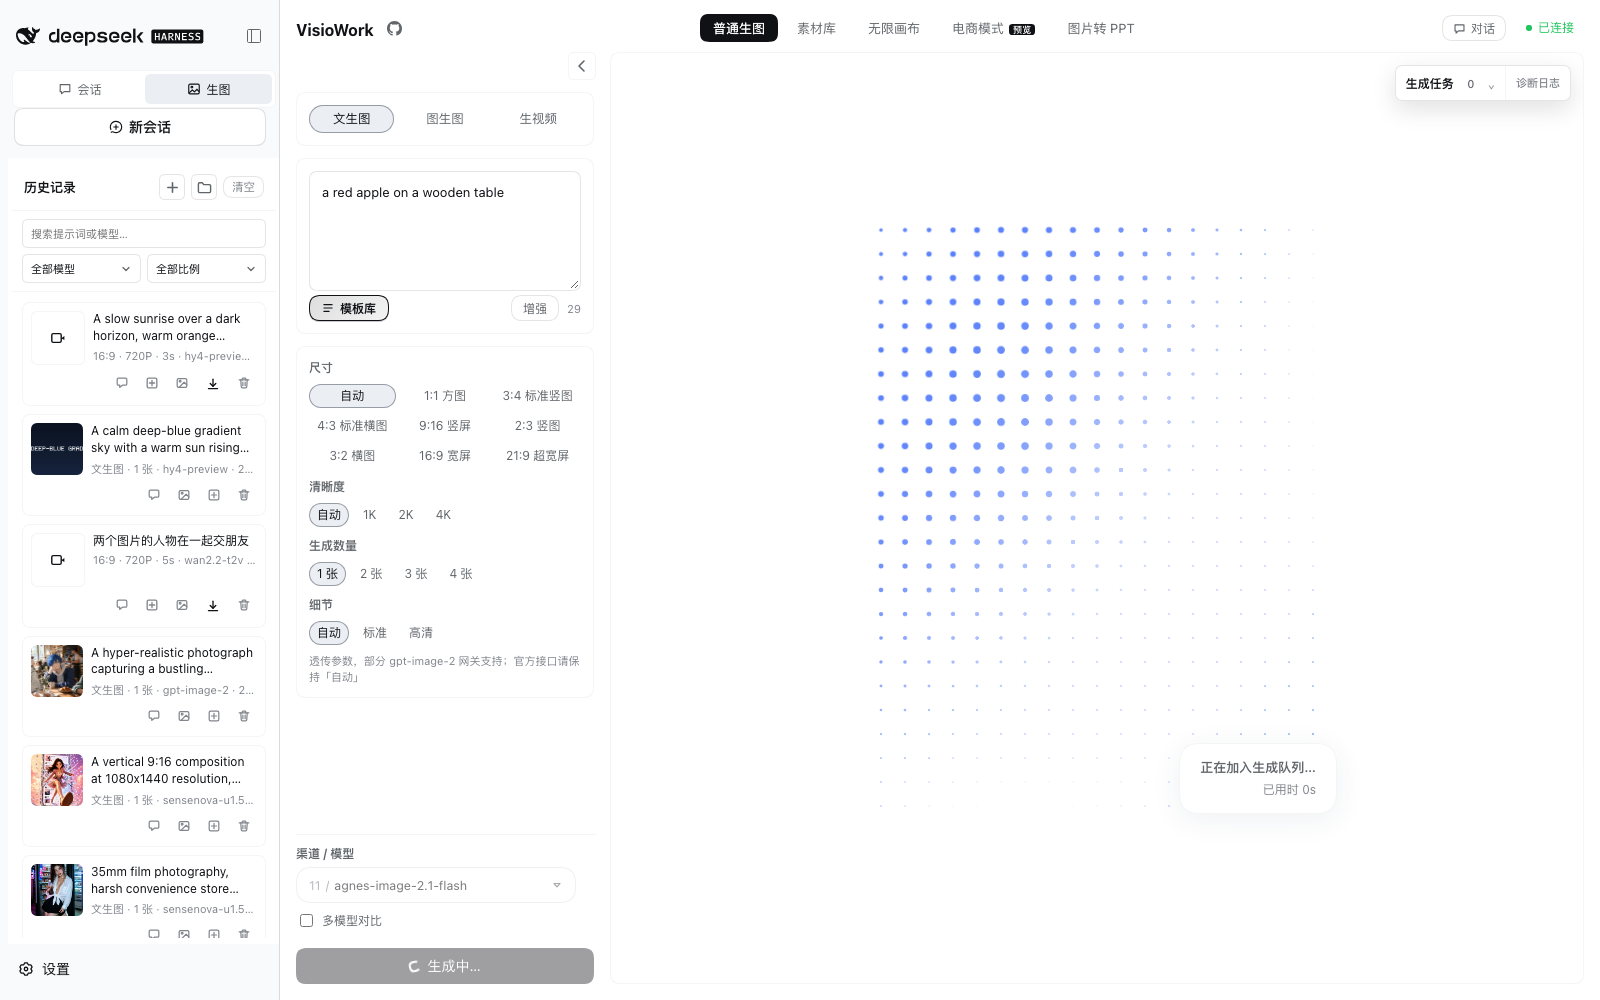 deepseek HARNESS
会话
生图
新会话
历史记录
清空
搜索提示词或模型...
全部模型
全部比例
A slow sunrise over a dark
horizon, warm orange...
16:9 · 720P · 3s · hy4-previe...
A calm deep-blue gradient
sky with a warm sun rising...
文生图 · 1 张 · hy4-preview · 2...
DEEP-BLUE GRAD
两个图片的人物在一起交朋友
16:9 · 720P · 5s · wan2.2-t2v ...
A hyper-realistic photograph
capturing a bustling...
文生图 · 1 张 · gpt-image-2 · 2...
A vertical 9:16 composition
at 1080x1440 resolution,...
文生图 · 1 张 · sensenova-u1.5...
35mm film photography,
harsh convenience store...
文生图 · 1 张 · sensenova-u1.5...
设置
VisioWork
普通生图
素材库
无限画布
电商模式 预览
图片转 PPT
对话
已连接
文生图
图生图
生视频
a red apple on a wooden table
模板库
增强
29
尺寸
自动
1:1 方图
3:4 标准竖图
4:3 标准横图
9:16 竖屏
2:3 竖图
3:2 横图
16:9 宽屏
21:9 超宽屏
清晰度
自动
1K
2K
4K
生成数量
1 张
2 张
3 张
4 张
细节
自动
标准
高清
透传参数，部分 gpt-image-2 网关支持；官方接口请保
持「自动」
渠道 / 模型
11 / agnes-image-2.1-flash
多模型对比
生成中...
生成任务 0
诊断日志
正在加入生成队列...
已用时 0s